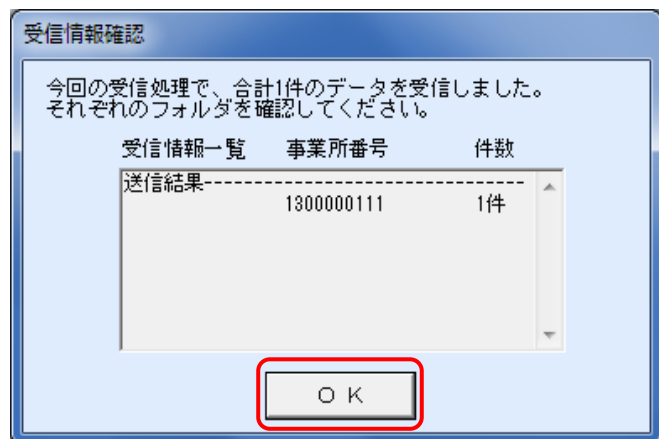 受信情報確認
今回の受信処理で、合計1件のデータを受信しました。
それぞれのフォルダを確認してください。
受信情報一覧 事業所番号 件数
送信結果--------------------------------
1300000111 1件
ＯＫ